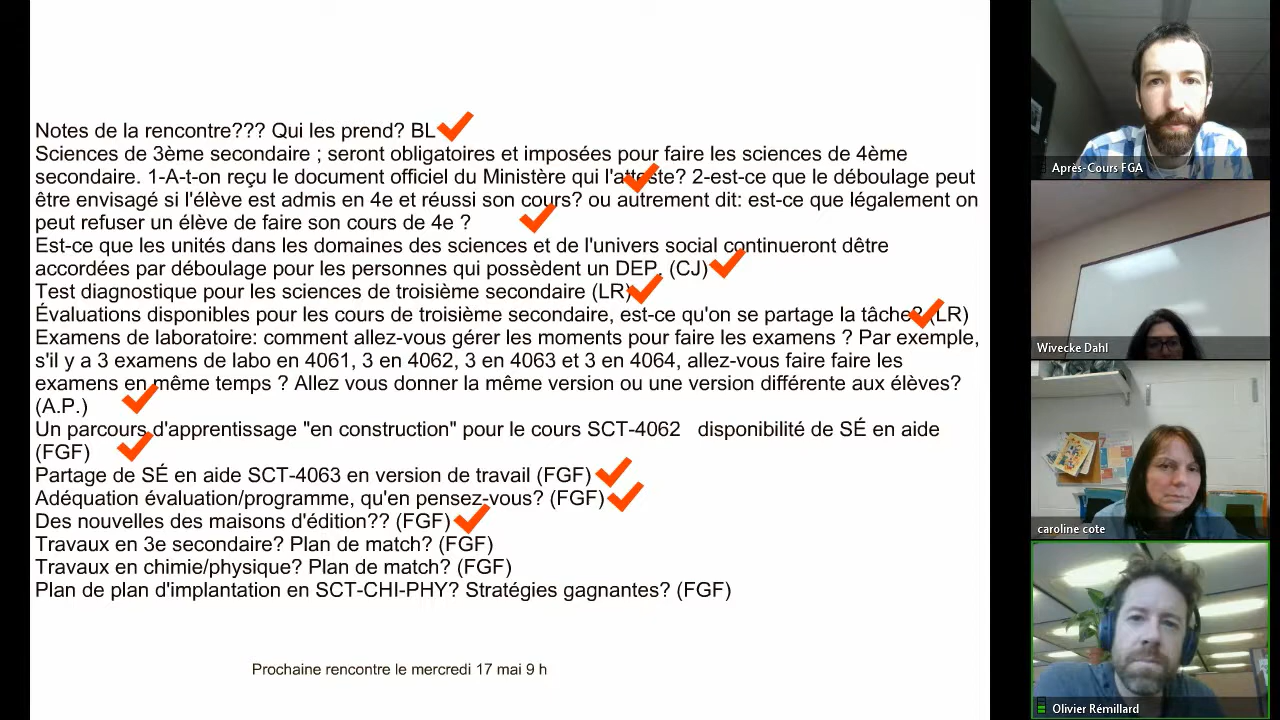 Notes de la rencontre??? Qui les prend? BL
Sciences de 3ème secondaire ; seront obligatoires et imposées pour faire les sciences de 4ème
secondaire. 1-A-t-on reçu le document officiel du Ministère qui l'atteste? 2-est-ce que le déboulage peut
être envisagé si l'élève est admis en 4e et réussi son cours? ou autrement dit: est-ce que légalement on
peut refuser un élève de faire son cours de 4e ?
Est-ce que les unités dans les domaines des sciences et de l'univers social continueront dêtre
accordées par déboulage pour les personnes qui possèdent un DEP. (CJ)
Test diagnostique pour les sciences de troisième secondaire (LR)
Évaluations disponibles pour les cours de troisième secondaire, est-ce qu'on se partage la tâche? (LR)
Examens de laboratoire: comment allez-vous gérer les moments pour faire les examens ? Par exemple,
s'il y a 3 examens de labo en 4061, 3 en 4062, 3 en 4063 et 3 en 4064, allez-vous faire faire les
examens en même temps ? Allez vous donner la même version ou une version différente aux élèves?
(A.P.)
Un parcours d'apprentissage "en construction" pour le cours SCT-4062 disponibilité de SÉ en aide
(FGF)
Partage de SÉ en aide SCT-4063 en version de travail (FGF)
Adéquation évaluation/programme, qu'en pensez-vous? (FGF)
Des nouvelles des maisons d'édition?? (FGF)
Travaux en 3e secondaire? Plan de match? (FGF)
Travaux en chimie/physique? Plan de match? (FGF)
Plan de plan d'implantation en SCT-CHI-PHY? Stratégies gagnantes? (FGF)
Prochaine rencontre le mercredi 17 mai 9 h
Après-Cours FGA
Wivecke Dahl
caroline cote
Olivier Rémillard